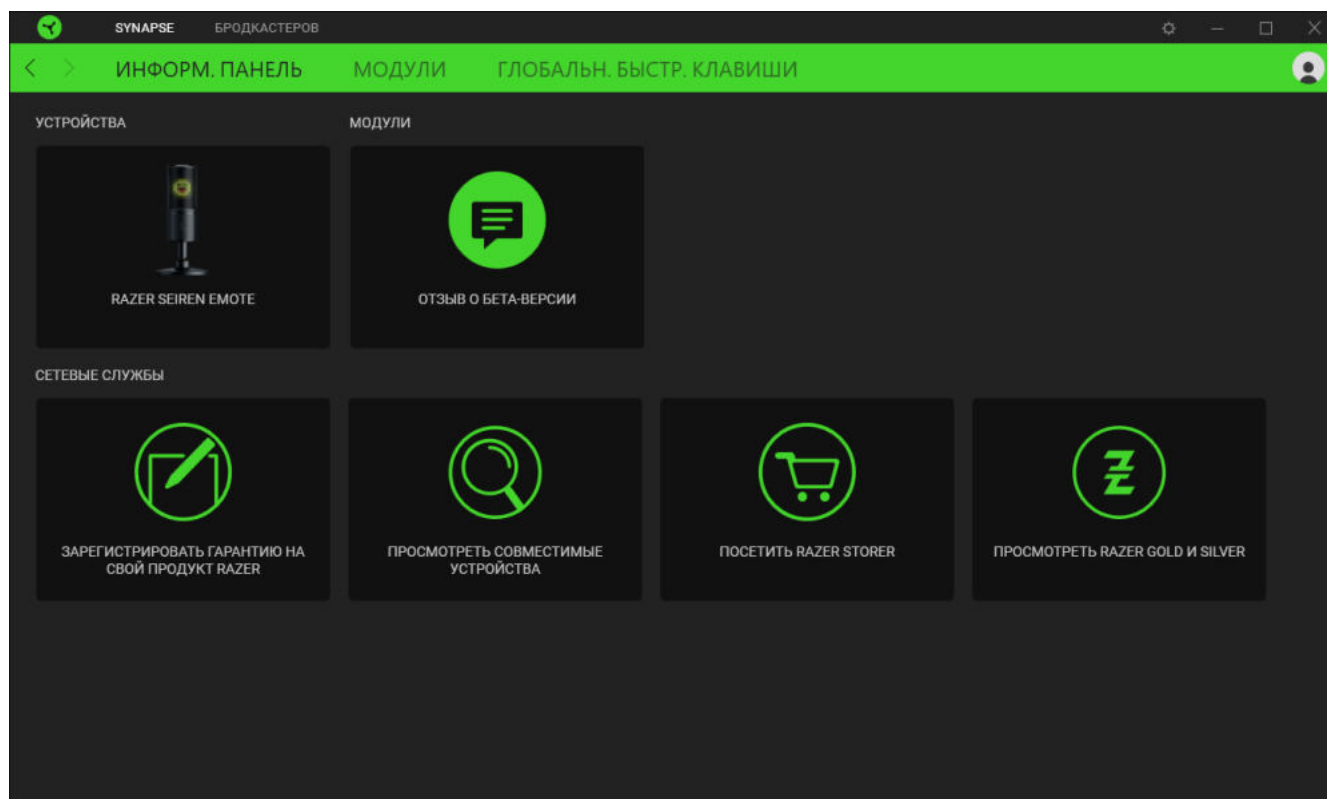 SYNAPSE БРОДКАСТЕРОВ
ИНФОРМ. ПАНЕЛЬ МОДУЛИ ГЛОБАЛЬН. БЫСТР. КЛАВИШИ
УСТРОЙСТВА МОДУЛИ
RAZER SEIREN EMOTE ОТЗЫВ О БЕТА-ВЕРСИИ
СЕТЕВЫЕ СЛУЖБЫ
ЗАРЕГИСТРИРОВАТЬ ГАРАНТИЮ НА
СВОЙ ПРОДУКТ RAZER
ПРОСМОТРЕТЬ СОВМЕСТИМЫЕ
УСТРОЙСТВА
ПОСЕТИТЬ RAZER STORER
ПРОСМОТРЕТЬ RAZER GOLD И SILVER